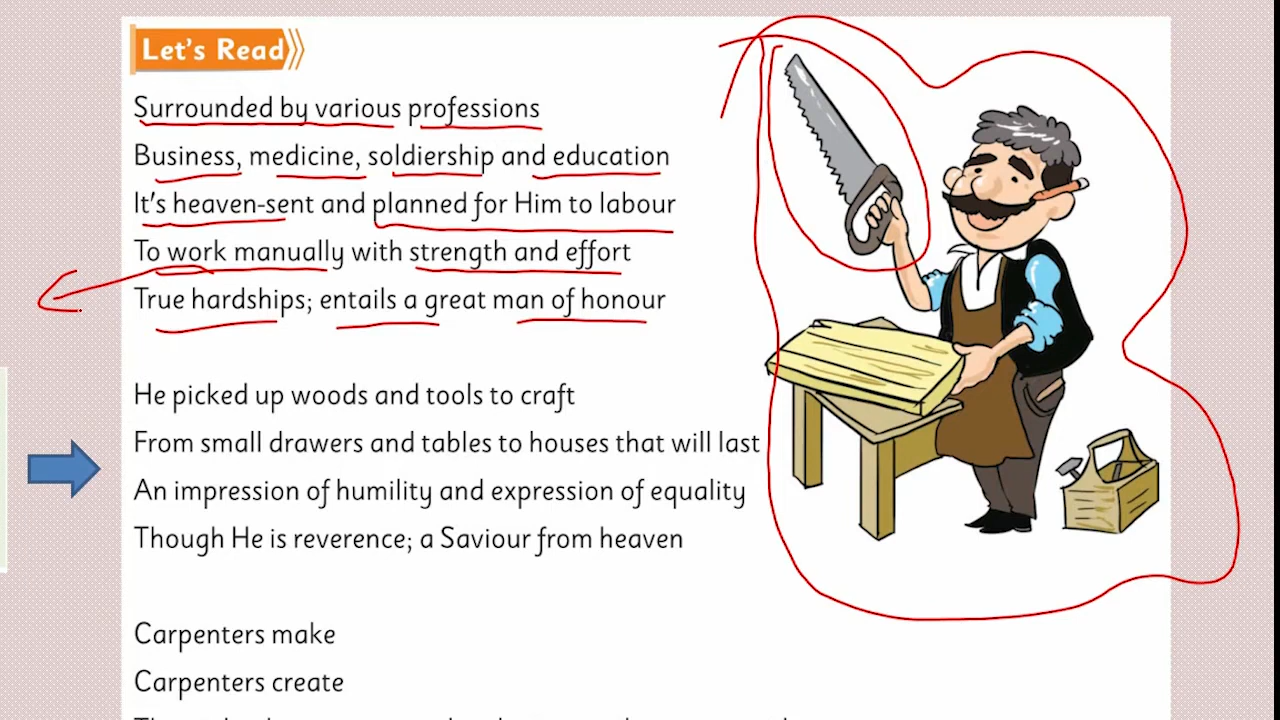 Let's Read
Surrounded by various professions
Business, medicine, soldiership and education
It's heaven-sent and planned for Him to labour
To work manually with strength and effort
True hardships; entails a great man of honour
He picked up woods and tools to craft
From small drawers and tables to houses that will last
An impression of humility and expression of equality
Though He is reverence; a Saviour from heaven
Carpenters make
Carpenters create